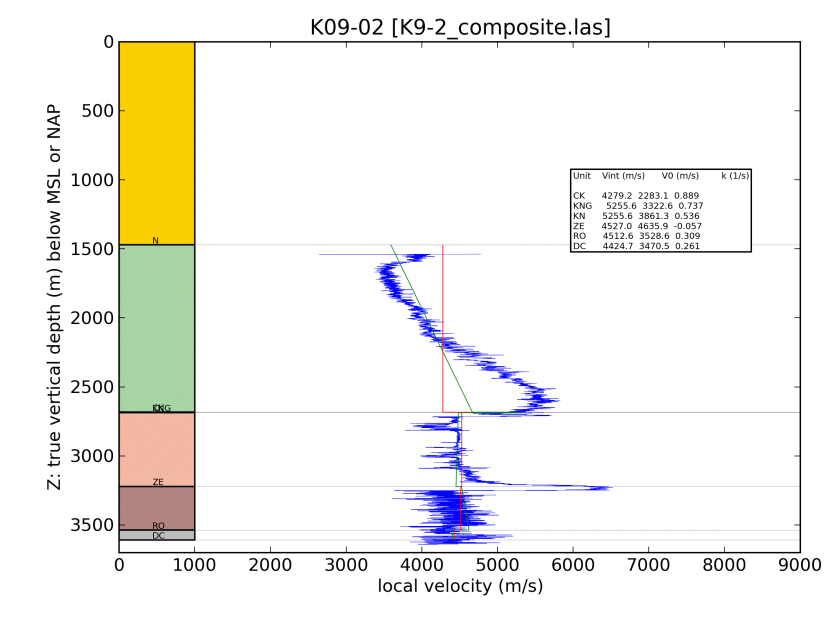 K09-02 [K9-2_composite.las]
Z: true vertical depth (m) below MSL or NAP
0
500
1000
1500
2000
2500
3000
3500
N
KNG
ZE
RO
DC
Unit Vint (m/s) V0 (m/s) k (1/s)
CK 4279.2 2283.1 0.889
KNG 5255.6 3322.6 0.737
KN 5255.6 3861.3 0.536
ZE 4527.0 4635.9 -0.057
RO 4512.6 3528.6 0.309
DC 4424.7 3470.5 0.261
0 1000 2000 3000 4000 5000 6000 7000 8000 9000
local velocity (m/s)